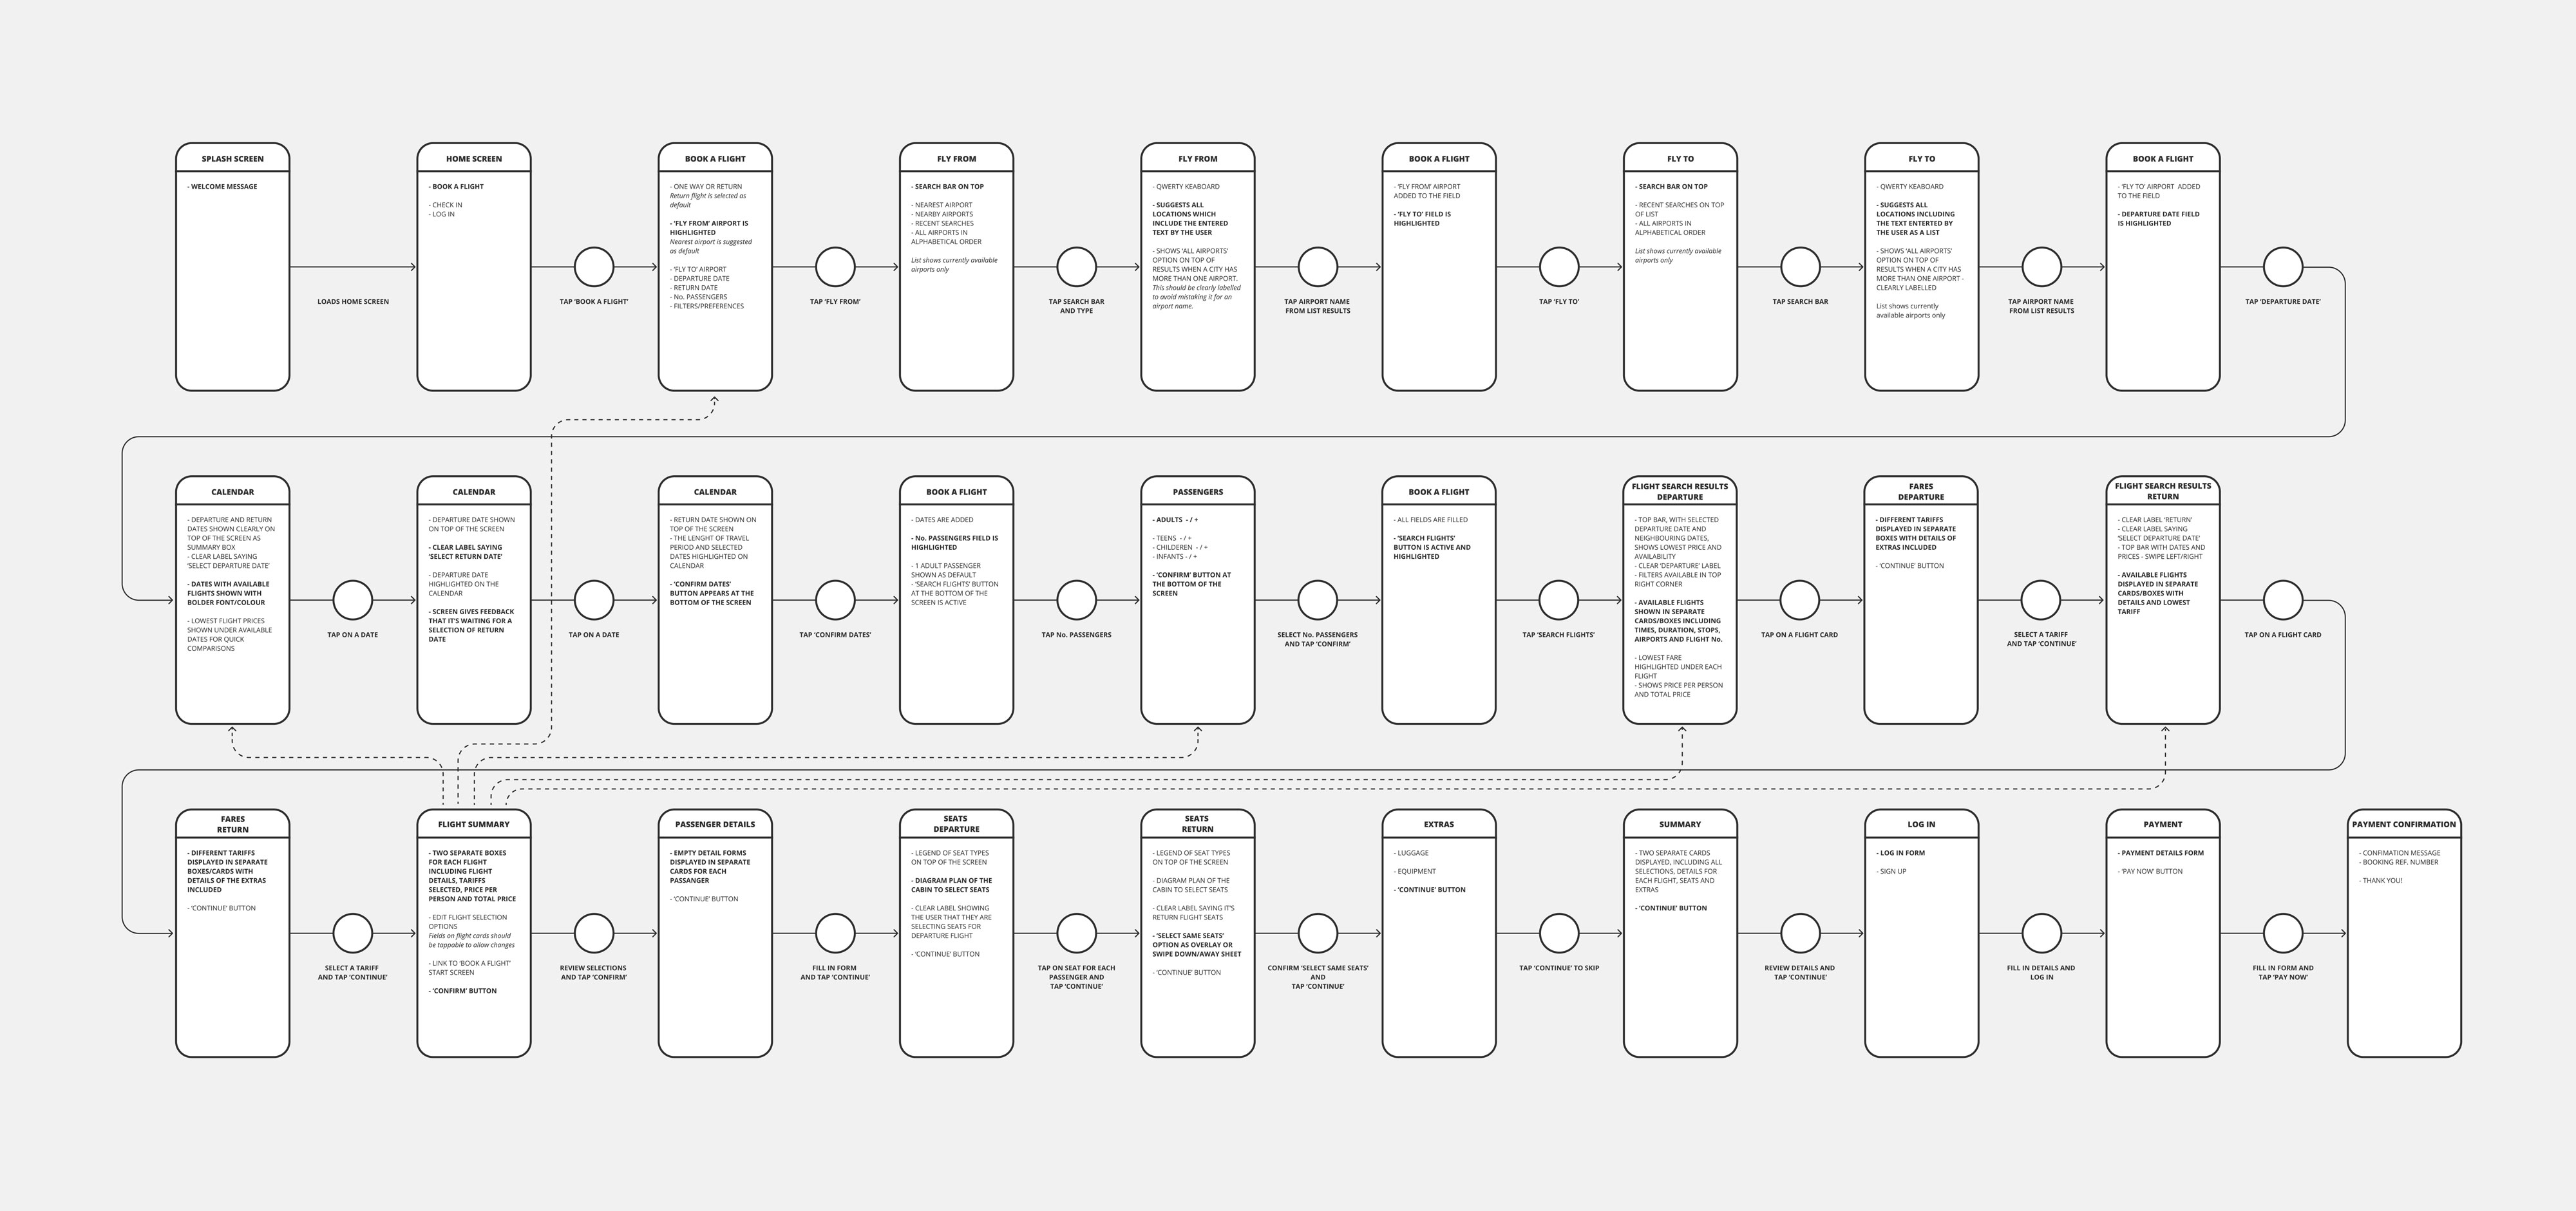 SPLASH SCREEN
- WELCOME MESSAGE
LOADS HOME SCREEN
HOME SCREEN
- BOOK A FLIGHT
- CHECK IN
- LOG IN
TAP ‘BOOK A FLIGHT’
BOOK A FLIGHT
- ONE WAY OR RETURN
Return flight is selected as
default
- ‘FLY FROM’ AIRPORT IS
HIGHLIGHTED
Nearest airport is suggested
as default
- ‘FLY TO’ AIRPORT
- DEPARTURE DATE
- RETURN DATE
- No. PASSENGERS
- FILTERS/PREFERENCES
TAP ‘FLY FROM’
FLY FROM
- SEARCH BAR ON TOP
- NEAREST AIRPORT
- NEARBY AIRPORTS
- RECENT SEARCHES
- ALL AIRPORTS IN
ALPHABETICAL ORDER
List shows currently available
airports only
TAP SEARCH BAR
AND TYPE
FLY FROM
- QWERTY KEABOARD
- SUGGESTS ALL
LOCATIONS WHICH
INCLUDE THE ENTERED
TEXT BY THE USER
- SHOWS ‘ALL AIRPORTS’
OPTION ON TOP OF
RESULTS WHEN A CITY HAS
MORE THAN ONE AIRPORT.
This should be clearly labelled
to avoid mistaking it for an
airport name.
TAP AIRPORT NAME
FROM LIST RESULTS
BOOK A FLIGHT
- ‘FLY FROM’ AIRPORT
ADDED TO THE FIELD
- ‘FLY TO’ FIELD IS
HIGHLIGHTED
TAP ‘FLY TO’
FLY TO
- SEARCH BAR ON TOP
- RECENT SEARCHES ON TOP
OF LIST
- ALL AIRPORTS IN
ALPHABETICAL ORDER
List shows currently available
airports only
TAP SEARCH BAR
FLY TO
- QWERTY KEABOARD
- SUGGESTS ALL
LOCATIONS INCLUDING
THE TEXT ENTERTED BY
THE USER AS A LIST
- SHOWS ‘ALL AIRPORTS’
OPTION ON TOP OF
RESULTS WHEN A CITY HAS
MORE THAN ONE AIRPORT -
CLEARLY LABELLED
List shows currently
available airports only
TAP AIRPORT NAME
FROM LIST RESULTS
BOOK A FLIGHT
- ‘FLY TO’ AIRPORT ADDED
TO THE FIELD
- DEPARTURE DATE FIELD
IS HIGHLIGHTED
TAP ‘DEPARTURE DATE’
CALENDAR
- DEPARTURE AND RETURN
DATES SHOWN CLEARLY ON
TOP OF THE SCREEN AS
SUMMARY BOX
- CLEAR LABEL SAYING
‘SELECT DEPARTURE DATE’
- DATES WITH AVAILABLE
FLIGHTS SHOWN WITH
BOLDER FONT/COLOUR
- LOWEST FLIGHT PRICES
SHOWN UNDER AVAILABLE
DATES FOR QUICK
COMPARISONS
TAP ON A DATE
CALENDAR
- DEPARTURE DATE SHOWN
ON TOP OF THE SCREEN
- CLEAR LABEL SAYING
‘SELECT RETURN DATE’
- DEPARTURE DATE
HIGHLIGHTED ON THE
CALENDAR
- SCREEN GIVES FEEDBACK
THAT IT’S WAITING FOR A
SELECTION OF RETURN
DATE
TAP ON A DATE
CALENDAR
- RETURN DATE SHOWN ON
TOP OF THE SCREEN
- THE LENGHT OF TRAVEL
PERIOD AND SELECTED
DATES HIGHLIGHTED ON
CALENDAR
- ‘CONFIRM DATES’
BUTTON APPEARS AT THE
BOTTOM OF THE SCREEN
TAP ‘CONFIRM DATES’
BOOK A FLIGHT
- DATES ARE ADDED
- No. PASSENGERS FIELD IS
HIGHLIGHTED
- 1 ADULT PASSENGER
SHOWN AS DEFAULT
- ‘SEARCH FLIGHTS’ BUTTON
AT THE BOTTOM OF THE
SCREEN IS ACTIVE
TAP No. PASSENGERS
PASSENGERS
- ADULTS - / +
- TEENS - / +
- CHILDEREN - / +
- INFANTS - / +
- ‘CONFIRM’ BUTTON AT
THE BOTTOM OF THE
SCREEN
SELECT No. PASSENGERS
AND TAP ‘CONFIRM’
BOOK A FLIGHT
- ALL FIELDS ARE FILLED
- ‘SEARCH FLIGHTS’
BUTTON IS ACTIVE AND
HIGHLIGHTED
TAP ‘SEARCH FLIGHTS’
FLIGHT SEARCH RESULTS
DEPARTURE
- TOP BAR, WITH SELECTED
DEPARTURE DATE AND
NEIGHBOURING DATES,
SHOWS LOWEST PRICE AND
AVAILABILITY
- CLEAR ‘DEPARTURE’ LABEL
- FILTERS AVAILABLE IN TOP
RIGHT CORNER
- AVAILABLE FLIGHTS
SHOWN IN SEPARATE
CARDS/BOXES INCLUDING
TIMES, DURATION, STOPS,
AIRPORTS AND FLIGHT No.
- LOWEST FARE
HIGHLIGHTED UNDER EACH
FLIGHT
- SHOWS PRICE PER PERSON
AND TOTAL PRICE
TAP ON A FLIGHT CARD
FARES
DEPARTURE
- DIFFERENT TARIFFS
DISPLAYED IN SEPARATE
BOXES WITH DETAILS OF
EXTRAS INCLUDED
- ‘CONTINUE’ BUTTON
SELECT A TARIFF
AND TAP ‘CONTINUE’
FLIGHT SEARCH RESULTS
RETURN
- CLEAR LABEL ‘RETURN’
- CLEAR LABEL SAYING
‘SELECT DEPARTURE DATE’
- TOP BAR WITH DATES AND
PRICES - SWIPE LEFT/RIGHT
- AVAILABLE FLIGHTS
DISPLAYED IN SEPARATE
CARDS/BOXES WITH
DETAILS AND LOWEST
TARIFF
TAP ON A FLIGHT CARD
FARES
RETURN
- DIFFERENT TARIFFS
DISPLAYED IN SEPARATE
BOXES/CARDS WITH
DETAILS OF THE EXTRAS
INCLUDED
- ‘CONTINUE’ BUTTON
SELECT A TARIFF
AND TAP ‘CONTINUE’
FLIGHT SUMMARY
- TWO SEPARATE BOXES
FOR EACH FLIGHT
INCLUDING FLIGHT
DETAILS, TARIFFS
SELECTED, PRICE PER
PERSON AND TOTAL PRICE
- EDIT FLIGHT SELECTION
OPTIONS
Fields on flight cards should
be tappable to allow changes
- LINK TO ‘BOOK A FLIGHT’
START SCREEN
- ‘CONFIRM’ BUTTON
REVIEW SELECTIONS
AND TAP ‘CONFIRM’
PASSENGER DETAILS
- EMPTY DETAIL FORMS
DISPLAYED IN SEPARATE
CARDS FOR EACH
PASSANGER
- ‘CONTINUE’ BUTTON
FILL IN FORM
AND TAP ‘CONTINUE’
SEATS
DEPARTURE
- LEGEND OF SEAT TYPES
ON TOP OF THE SCREEN
- DIAGRAM PLAN OF THE
CABIN TO SELECT SEATS
- CLEAR LABEL SHOWING
THE USER THAT THEY ARE
SELECTING SEATS FOR
DEPARTURE FLIGHT
- ‘CONTINUE’ BUTTON
TAP ON SEAT FOR EACH
PASSENGER AND
TAP ‘CONTINUE’
SEATS
RETURN
- LEGEND OF SEAT TYPES
ON TOP OF THE SCREEN
- DIAGRAM PLAN OF THE
CABIN TO SELECT SEATS
- CLEAR LABEL SAYING IT’S
RETURN FLIGHT SEATS
- ‘SELECT SAME SEATS’
OPTION AS OVERLAY OR
SWIPE DOWN/AWAY SHEET
- ‘CONTINUE’ BUTTON
CONFIRM ‘SELECT SAME SEATS’
AND
TAP ‘CONTINUE’
EXTRAS
- LUGGAGE
- EQUIPMENT
- ‘CONTINUE’ BUTTON
TAP ‘CONTINUE’ TO SKIP
SUMMARY
- TWO SEPARATE CARDS
DISPLAYED, INCLUDING ALL
SELECTIONS, DETAILS FOR
EACH FLIGHT, SEATS AND
EXTRAS
- ‘CONTINUE’ BUTTON
REVIEW DETAILS AND
TAP ‘CONTINUE’
LOG IN
- LOG IN FORM
- SIGN UP
FILL IN DETAILS AND
LOG IN
PAYMENT
- PAYMENT DETAILS FORM
- ‘PAY NOW’ BUTTON
FILL IN FORM AND
TAP ‘PAY NOW’
PAYMENT CONFIRMATION
- CONFIMATION MESSAGE
- BOOKING REF. NUMBER
- THANK YOU!